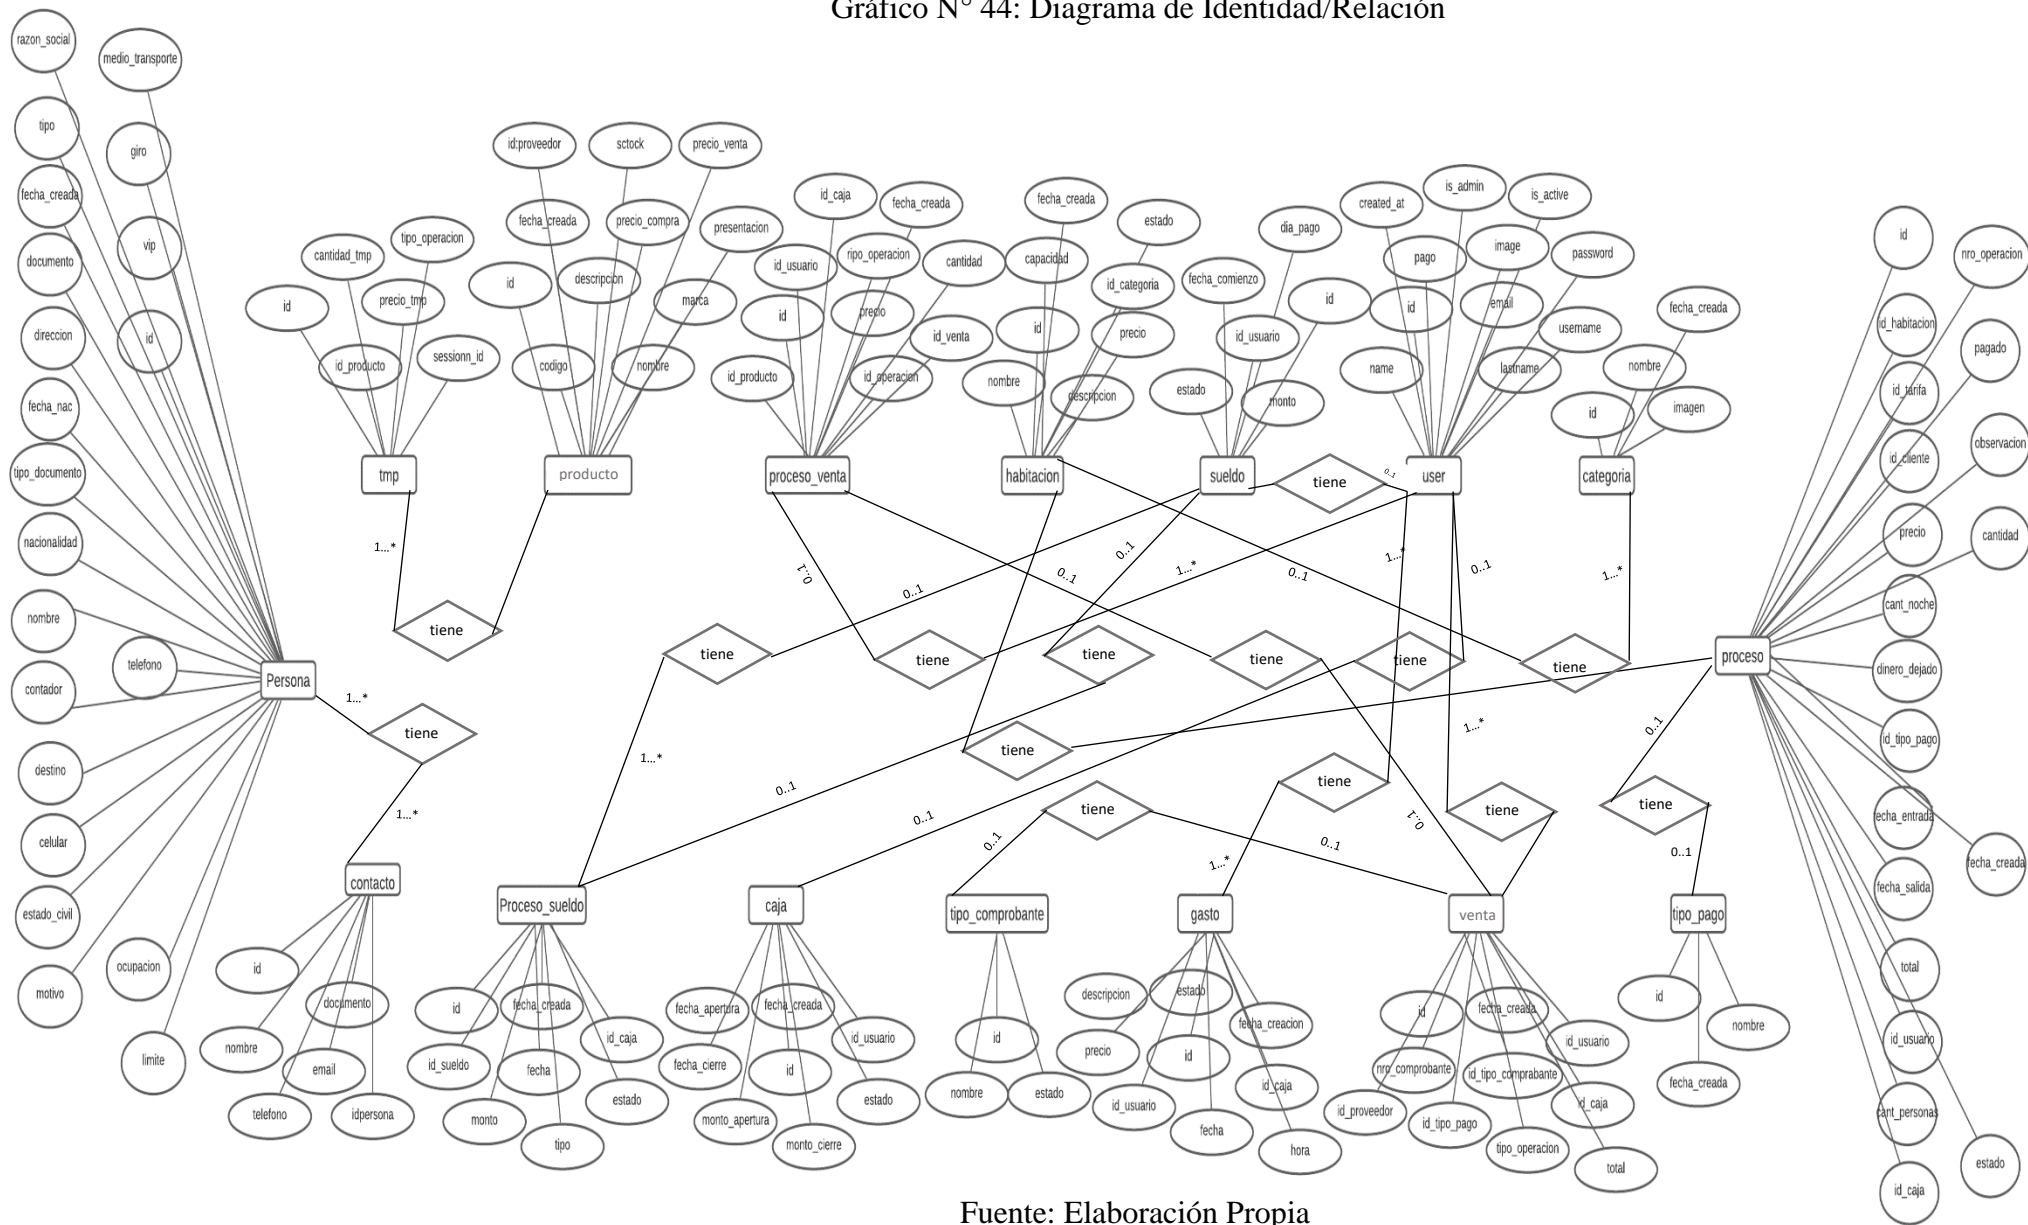 Gráfico N° 44: Diagrama de Identidad/Relación
razon_social
medio_transporte
tipo
giro
fecha_creada
vip
documento
id
direccion
fecha_nac
tipo_documento
nacionalidad
nombre
telefono
contador
destino
celular
estado_civil
ocupacion
motivo
limite
Persona
cantidad_tmp
tipo_operacion
id
precio_tmp
id_producto
sessionn_id
tmp
id:proveedor
sctock
precio_venta
fecha_creada
precio_compra
presentacion
id
descripcion
marca
codigo
nombre
producto
id_caja
fecha_creada
id_usuario
ripo_operacion
cantidad
id
precio
id_venta
id_producto
id_operacion
proceso_venta
fecha_creada
estado
capacidad
id_categoria
id
precio
nombre
descripcion
habitacion
dia_pago
fecha_comienzo
id
id_usuario
estado
monto
sueldo
tiene
0..1
created_at
is_admin
is_active
pago
image
password
id
email
username
name
lastname
user
fecha_creada
nombre
id
imagen
categoria
id
nro_operacion
id_habitacion
pagado
id_tarifa
observacion
id_cliente
precio
cantidad
cant_noche
dinero_dejado
id_tipo_pago
fecha_entrada
fecha_creada
fecha_salida
total
id_usuario
cant_personas
estado
id_caja
proceso
1...*
0..1
0..1
0..1
1...*
0..1
0..1
1...*
0..1
1...*
tiene
tiene
tiene
tiene
tiene
tiene
tiene
1...*
tiene
1...*
1...*
tiene
1...*
0..1
0..1
tiene
0..1
0..1
tiene
1...*
0..1
tiene
1...*
tiene
0..1
0..1
contacto
id
documento
nombre
email
telefono
idpersona
Proceso_sueldo
id
fecha_creada
id_caja
id_sueldo
fecha
estado
monto
tipo
caja
fecha_apertura
fecha_creada
id_usuario
fecha_cierre
id
estado
monto_apertura
monto_cierre
tipo_comprobante
id
nombre
estado
gasto
descripcion
estado
fecha_creacion
precio
id
id_caja
id_usuario
fecha
hora
venta
id
fecha_creada
id_usuario
nro_comprobante
id_tipo_comprabante
id_proveedor
id_caja
id_tipo_pago
tipo_operacion
total
tipo_pago
id
nombre
fecha_creada
Fuente: Elaboración Propia